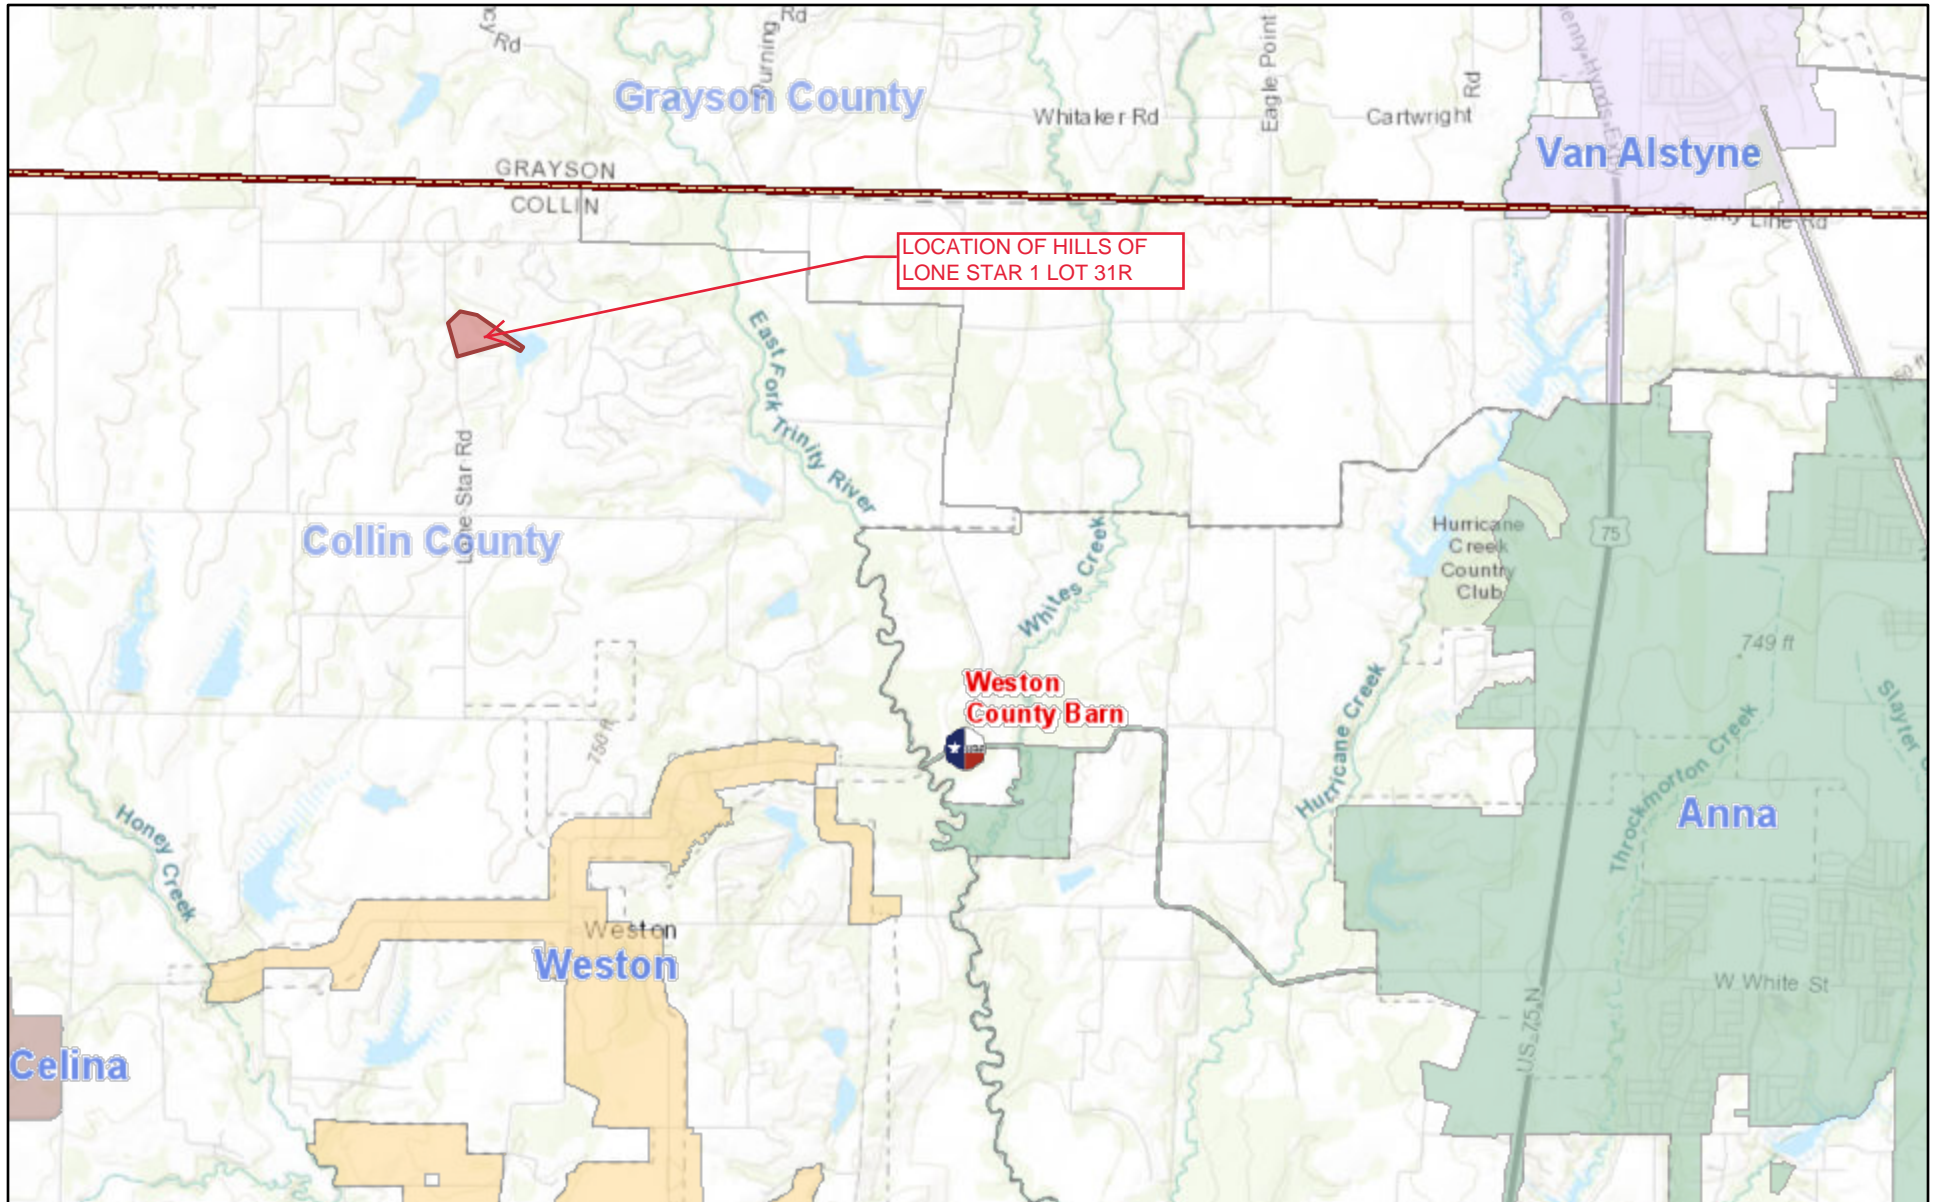 Rd
Rd
Burning
Eagle Point
Rd
Grayson County
Whitaker Rd
Cartwright
Van Alstyne
GRAYSON
COLLIN
County Line Rd
LOCATION OF HILLS OF
LONE STAR 1 LOT 31R
East Fork Trinity River
Lone Star Rd
Collin County
Whites Creek
Hurricane
Creek
Country
Club
75
749 ft
Weston
County Barn
750 ft
Hurricane Creek
Throckmorton Creek
Slayter
Anna
Honey Creek
Weston
Weston
W White St
US 75 N
Celina